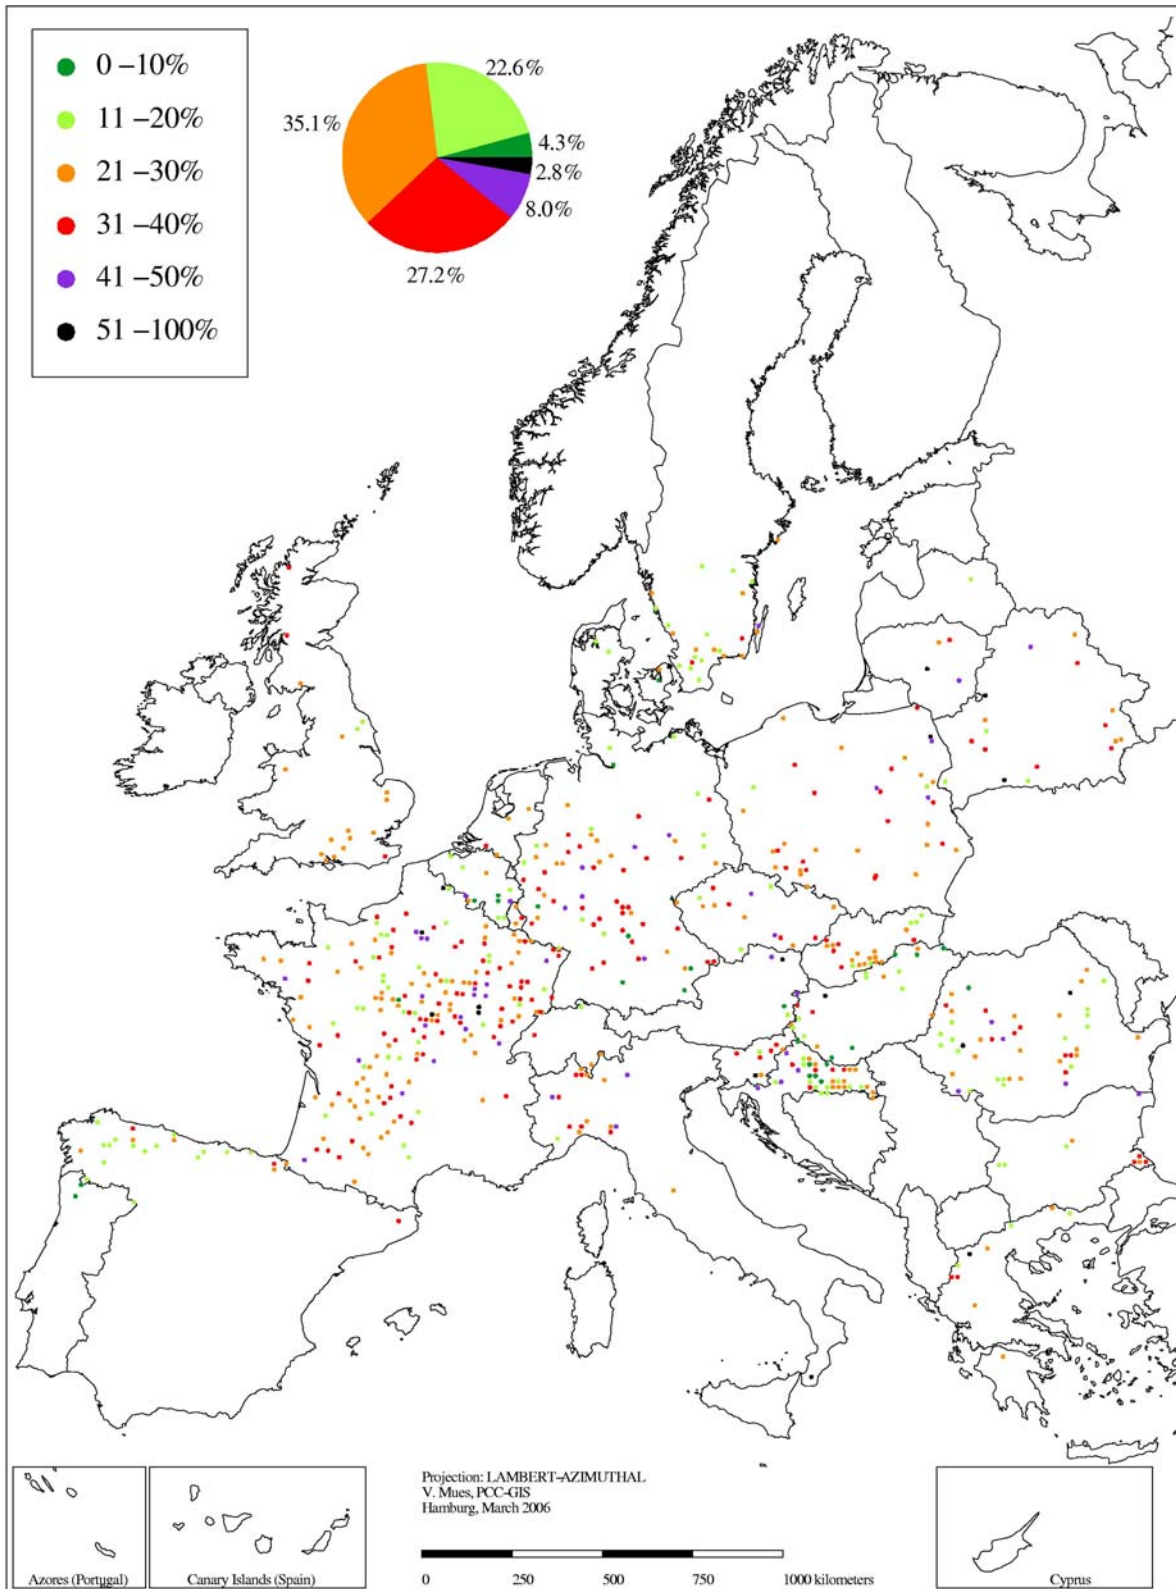 0 –10%
11 –20%
21 –30%
31 –40%
41 –50%
51 –100%
22.6%
35.1%
4.3%
2.8%
8.0%
27.2%
Projection: LAMBERT-AZIMUTHAL
V. Mues, PCC-GIS
Hamburg, March 2006
Azores (Portugal)
Canary Islands (Spain)
0 250 500 750 1000 kilometers
Cyprus